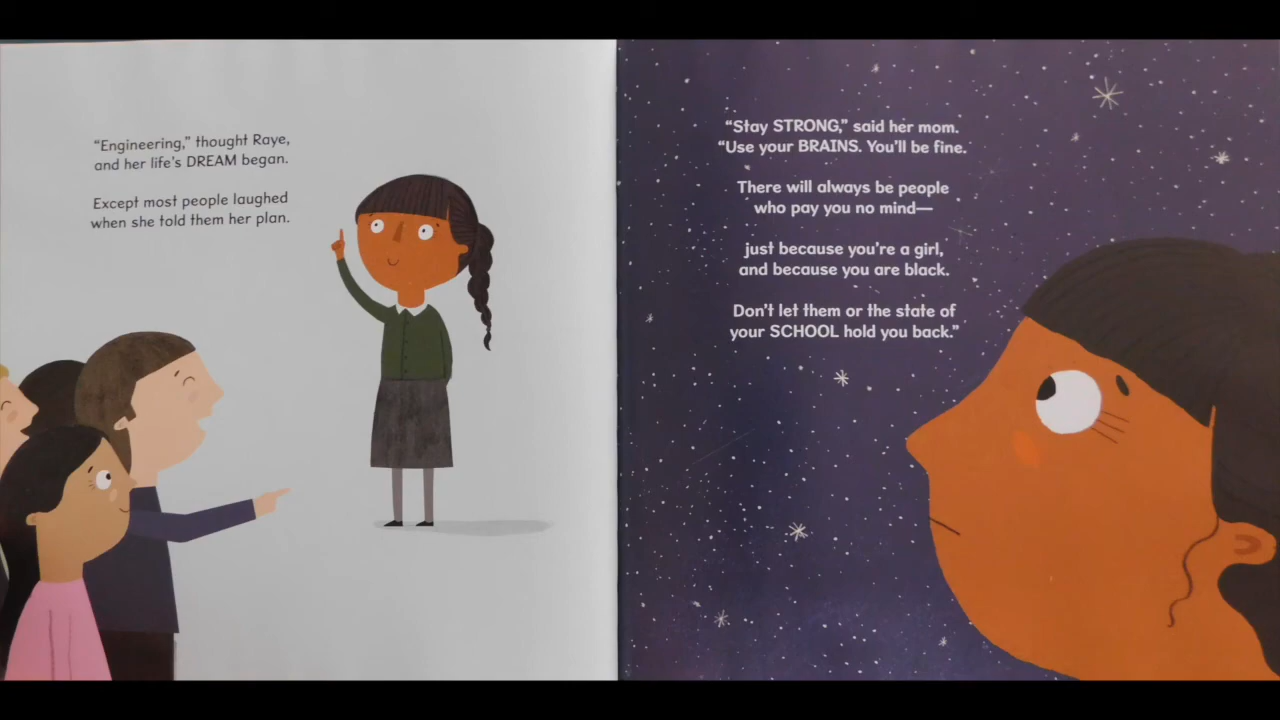 “Engineering,” thought Raye,
and her life’s DREAM began.
Except most people laughed
when she told them her plan.
“Stay STRONG,” said her mom.
“Use your BRAINS. You’ll be fine.
There will always be people
who pay you no mind—
just because you’re a girl,
and because you are black.
Don’t let them or the state of
your SCHOOL hold you back.”